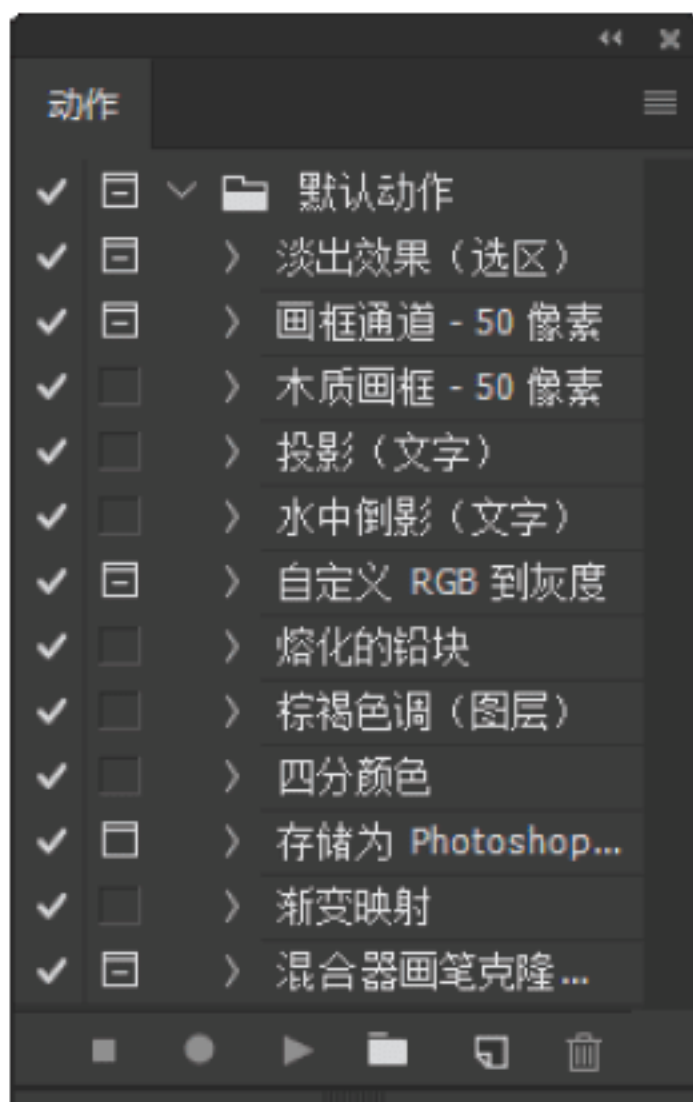 动作
默认动作
淡出效果（选区）
画框通道 - 50 像素
木质画框 - 50 像素
投影（文字）
水中倒影（文字）
自定义 RGB 到灰度
熔化的铅块
棕褐色调（图层）
四分颜色
存储为 Photoshop...
渐变映射
混合器画笔克隆...